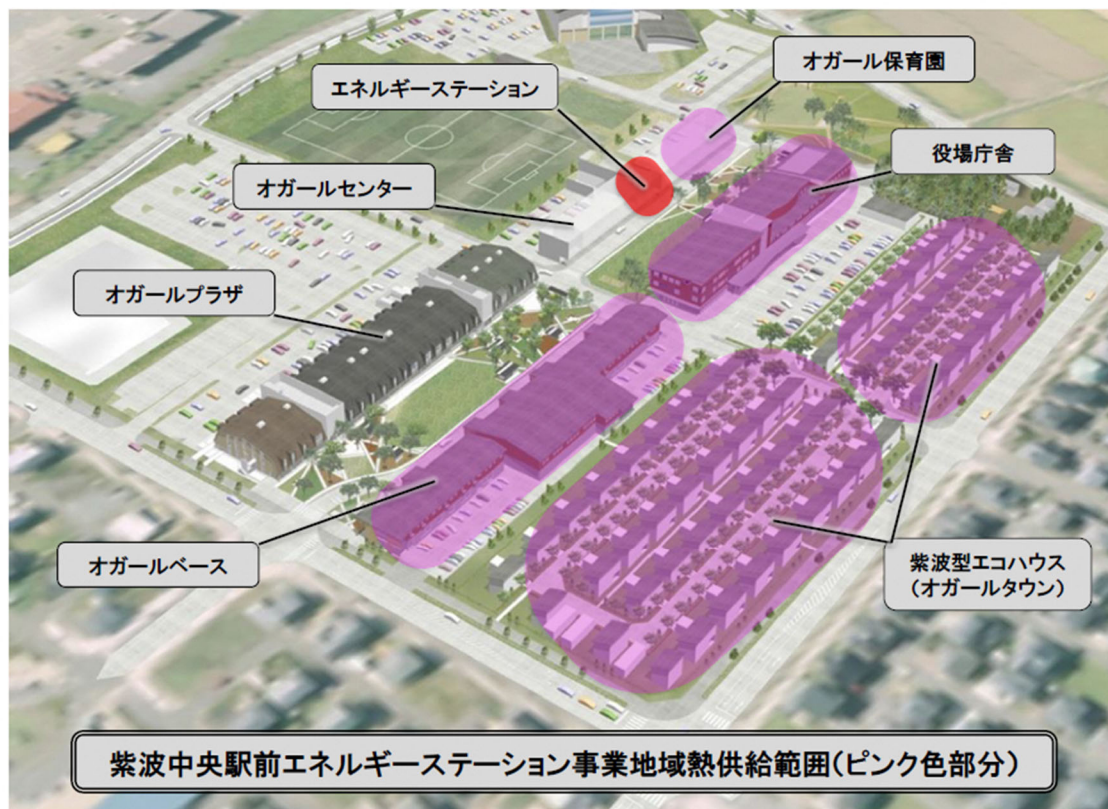 オガール保育園
エネルギーステーション
役場庁舎
オガールセンター
オガールプラザ
オガールベース
紫波型エコハウス
(オガールタウン)
紫波中央駅前エネルギーステーション事業地域熱供給範囲(ピンク色部分)